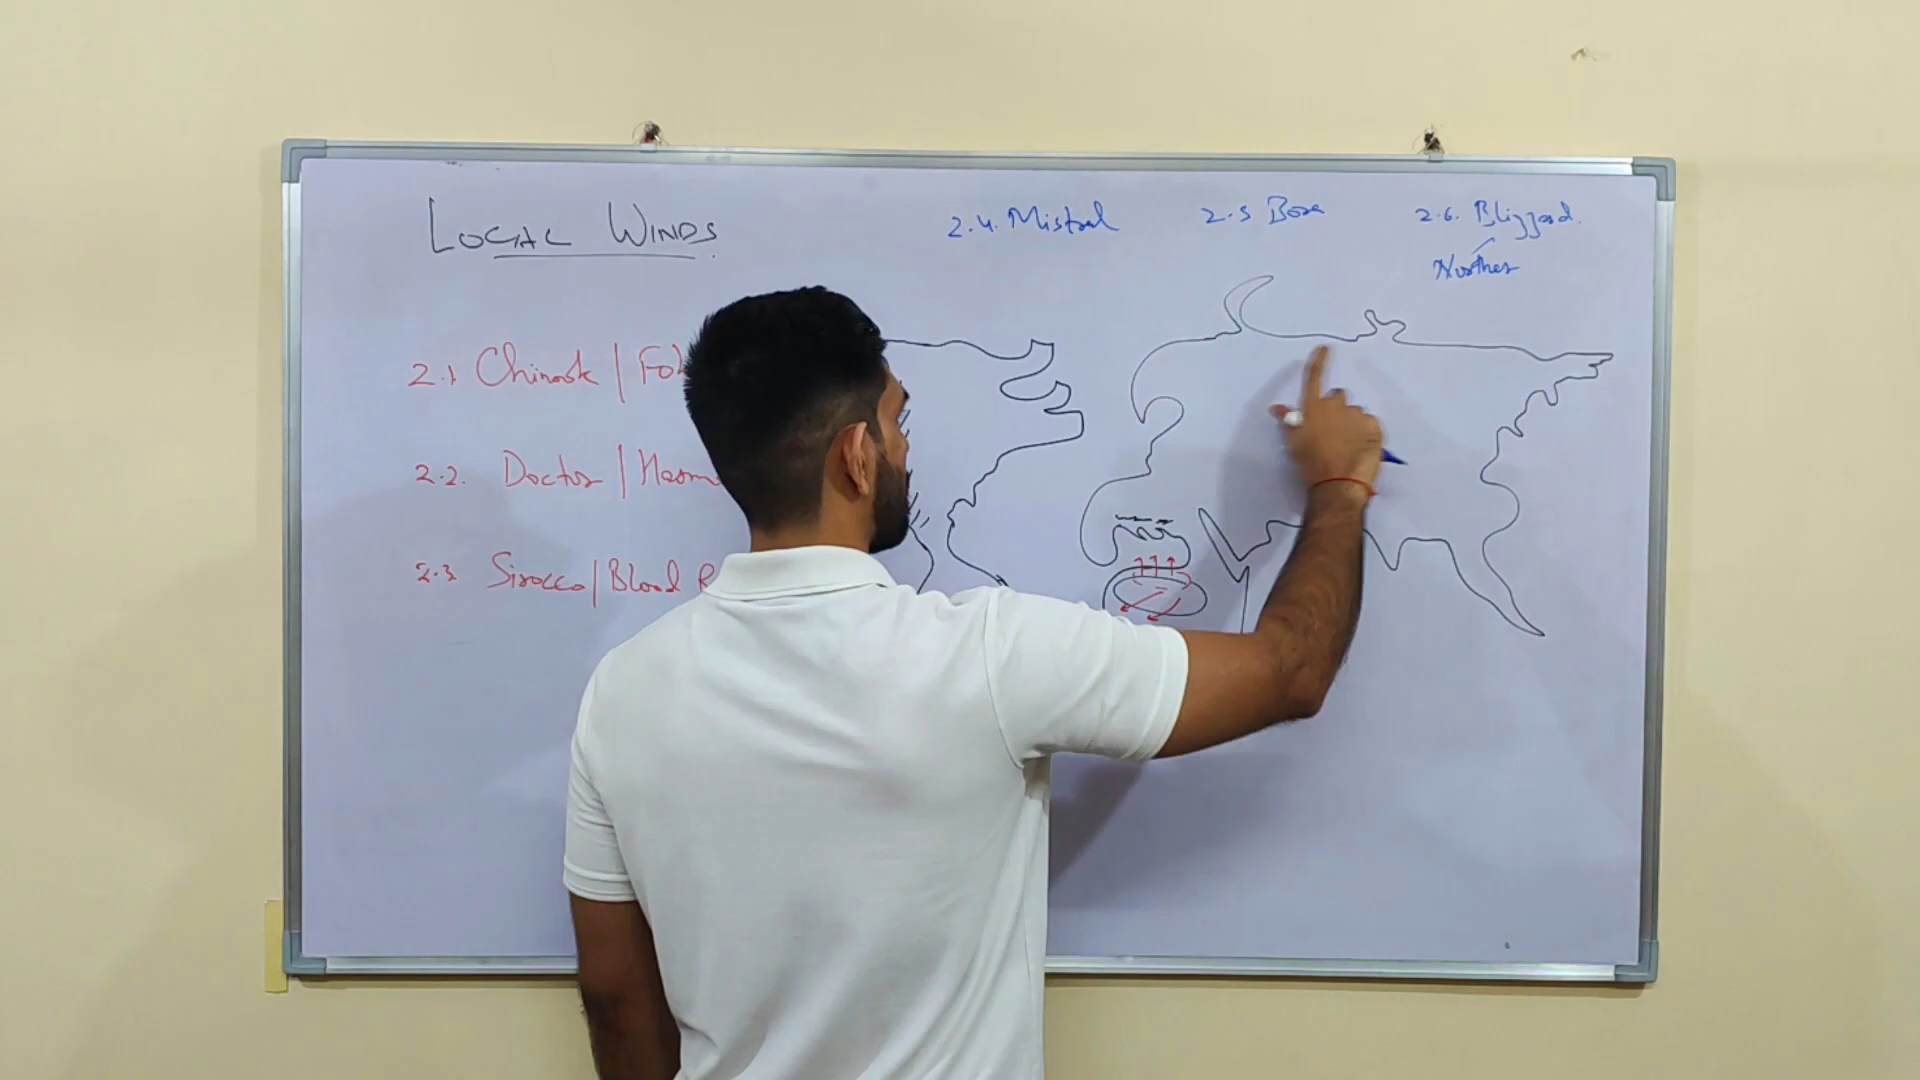 LOCAL WINDS
2.4. Mistral
2.5 Bora
2.6. Blizzard.
Norther
2.1 Chinook | Foh
2.2. Doctor | Harm
2.3 Sirocco | Blood R